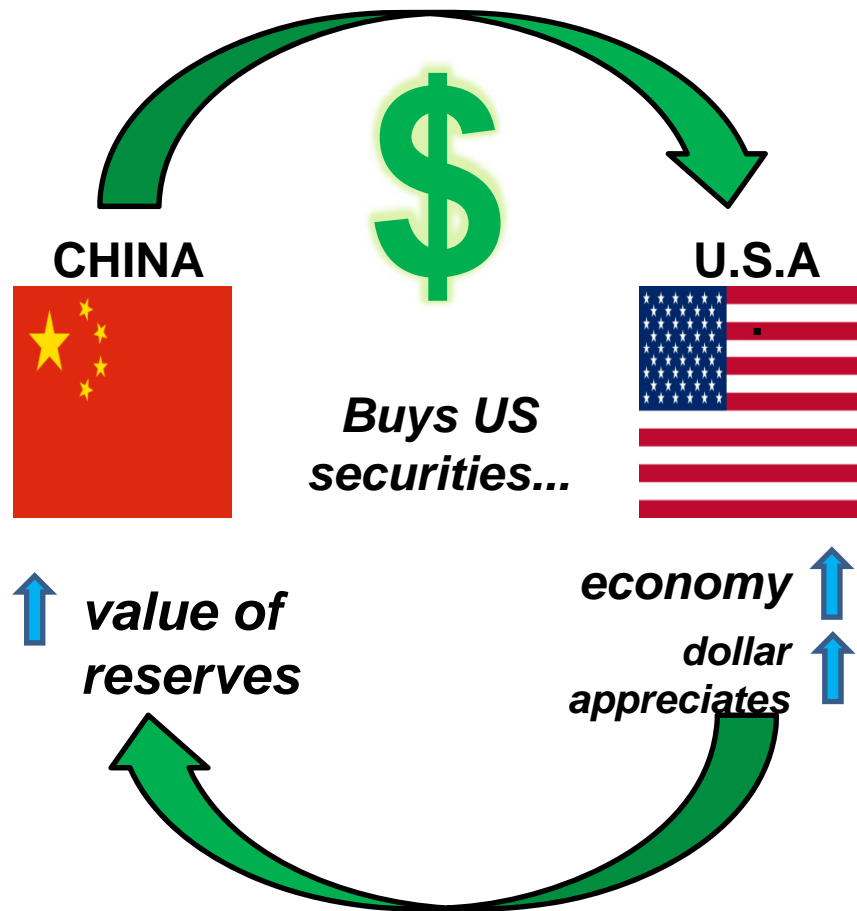 $
CHINA
U.S.A
Buys US
securities...
value of
reserves
economy
dollar
appreciates